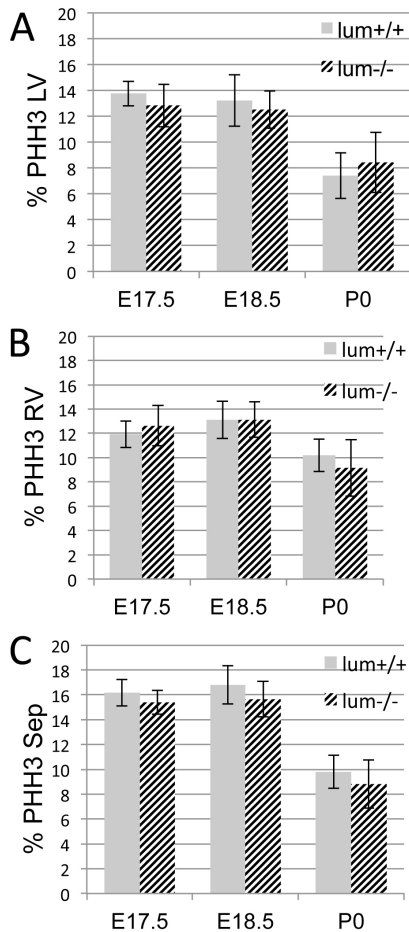 A
% PHH3 LV
20
18
16
14
12
10
8
6
4
2
0
lum+/+
lum-/-
E17.5 E18.5 P0
B
% PHH3 RV
20
18
16
14
12
10
8
6
4
2
0
lum+/+
lum-/-
E17.5 E18.5 P0
C
% PHH3 Sep
20
18
16
14
12
10
8
6
4
2
0
lum+/+
lum-/-
E17.5 E18.5 P0